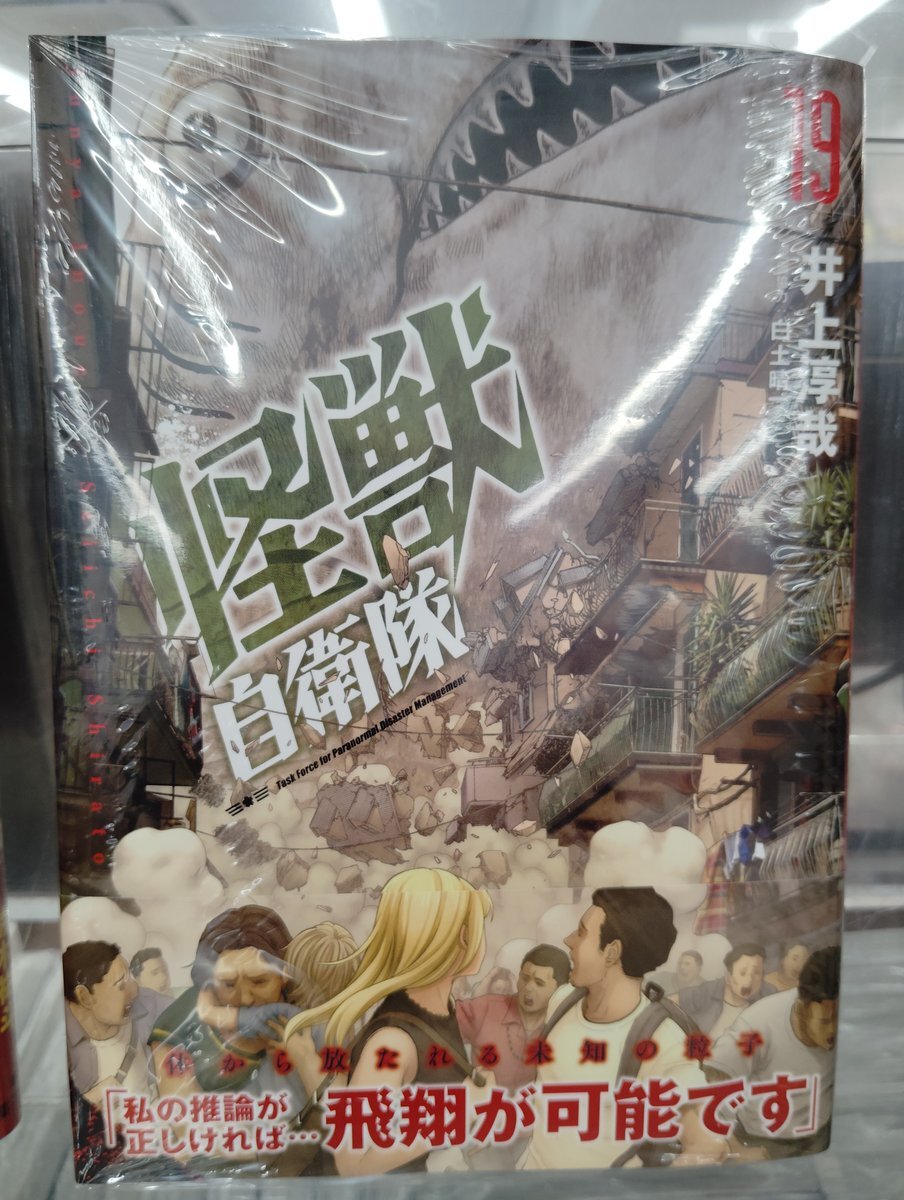 19
井上淳哉
怪獣
自衛隊
Task Force for Paranormal Disaster Management
体から放たれる未知の粒子
「私の推論が
正しければ…
飛翔が可能です」